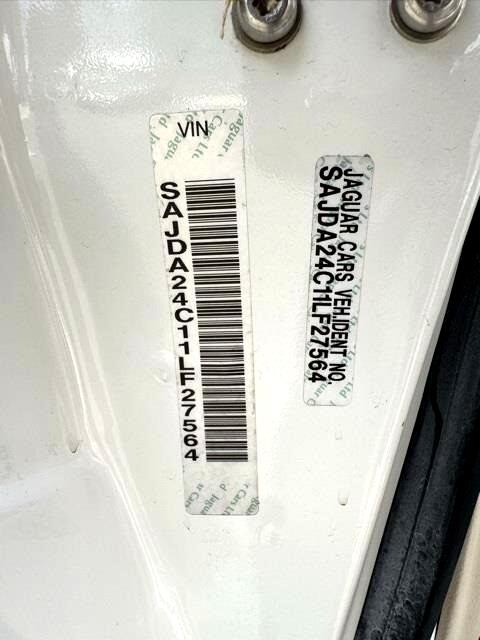 VIN
SAJDA24C11LF27564
JAGUAR CARS VEH.IDENT NO.
SAJDA24C11LF27564